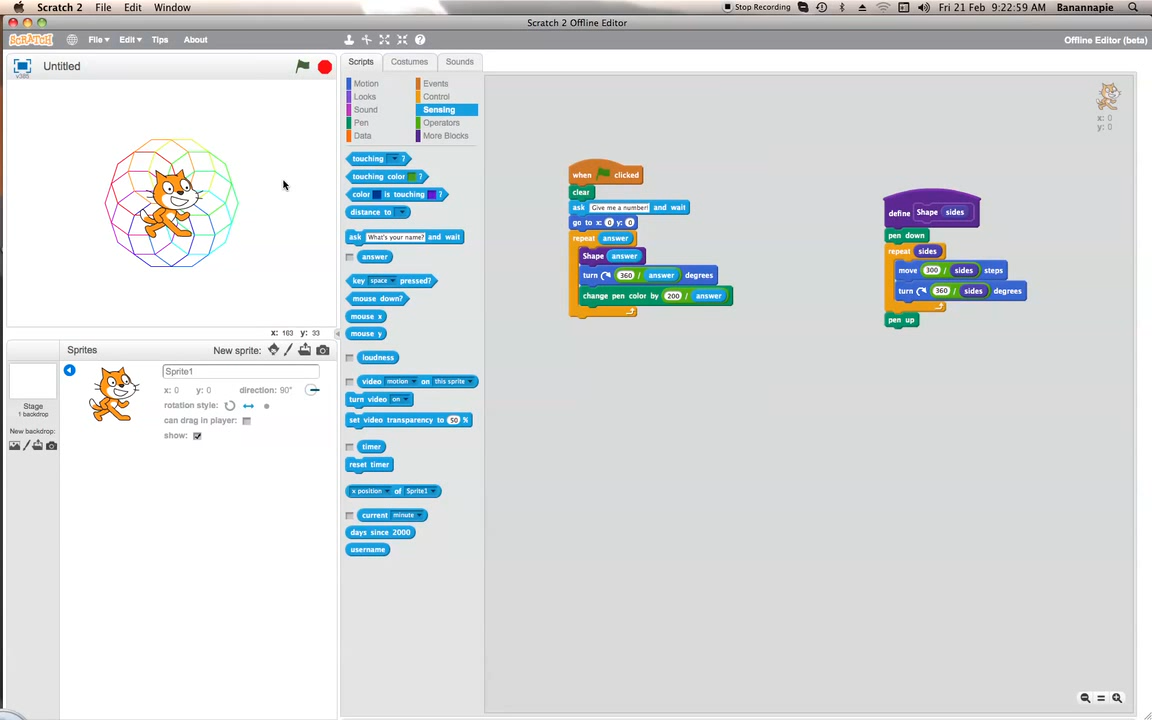 Scratch 2 File Edit Window Stop Recording Fri 21 Feb 9:22:59 AM Banannapie
Scratch 2 Offline Editor
SCRATCH File Edit Tips About Offline Editor (beta)
v385 Untitled
Scripts Costumes Sounds
Motion Events
Looks Control
Sound Sensing
Pen Operators
Data More Blocks
touching ?
touching color ?
color is touching ?
distance to
ask What's your name? and wait
answer
key space pressed?
mouse down?
mouse x
mouse y
loudness
video motion on this sprite
turn video on
set video transparency to 50 %
timer
reset timer
x position of Sprite1
current minute
days since 2000
username
when clicked
clear
ask Give me a number! and wait
go to x: 0 y: 0
repeat answer
Shape answer
turn 360 / answer degrees
change pen color by 200 / answer
define Shape sides
pen down
repeat sides
move 300 / sides steps
turn 360 / sides degrees
pen up
x: 0
y: 0
x: 163 y: 33
Sprites New sprite:
Sprite1
x: 0 y: 0 direction: 90°
rotation style:
can drag in player:
show:
Stage
1 backdrop
New backdrop: